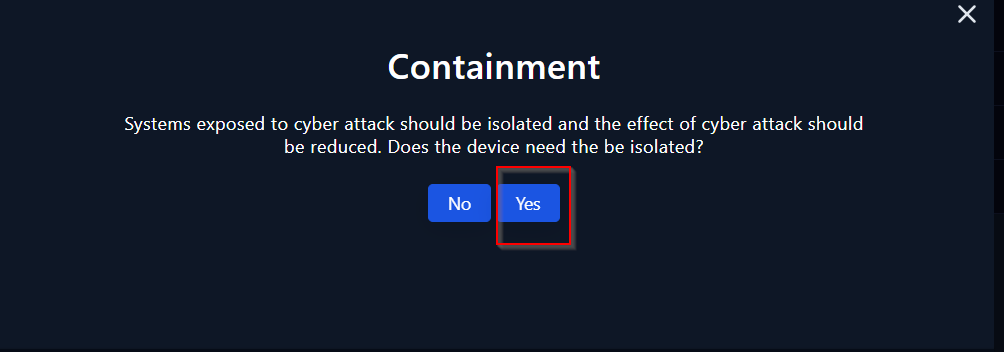 Containment
Systems exposed to cyber attack should be isolated and the effect of cyber attack should
be reduced. Does the device need the be isolated?
No
Yes